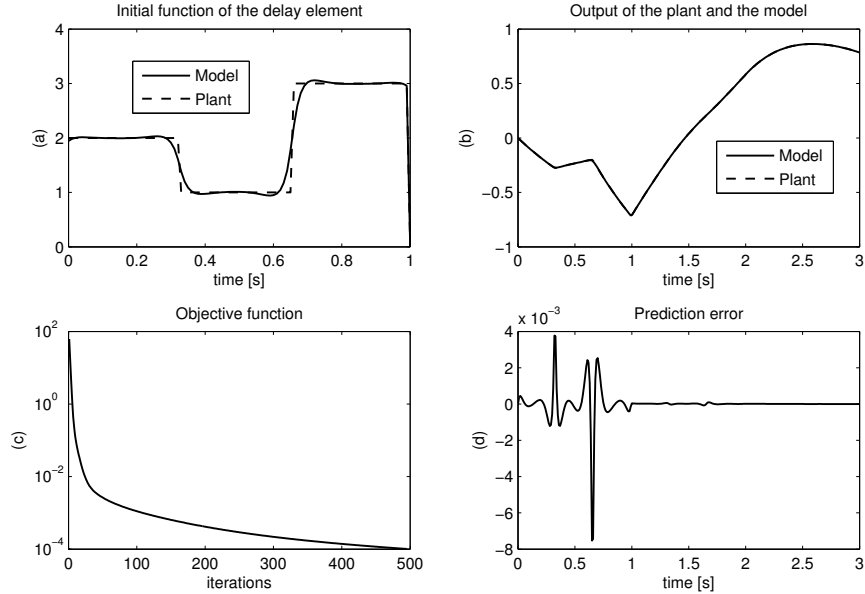 Initial function of the delay element
4
3
2
1
0
(a)
Model
Plant
0 0.2 0.4 0.6 0.8 1
time [s]
Output of the plant and the model
1
0.5
0
−0.5
−1
(b)
Model
Plant
0 0.5 1 1.5 2 2.5 3
time [s]
Objective function
10^2
10^0
10^−2
10^−4
(c)
0 100 200 300 400 500
iterations
Prediction error
x 10^−3
4
2
0
−2
−4
−6
−8
(d)
0 0.5 1 1.5 2 2.5 3
time [s]